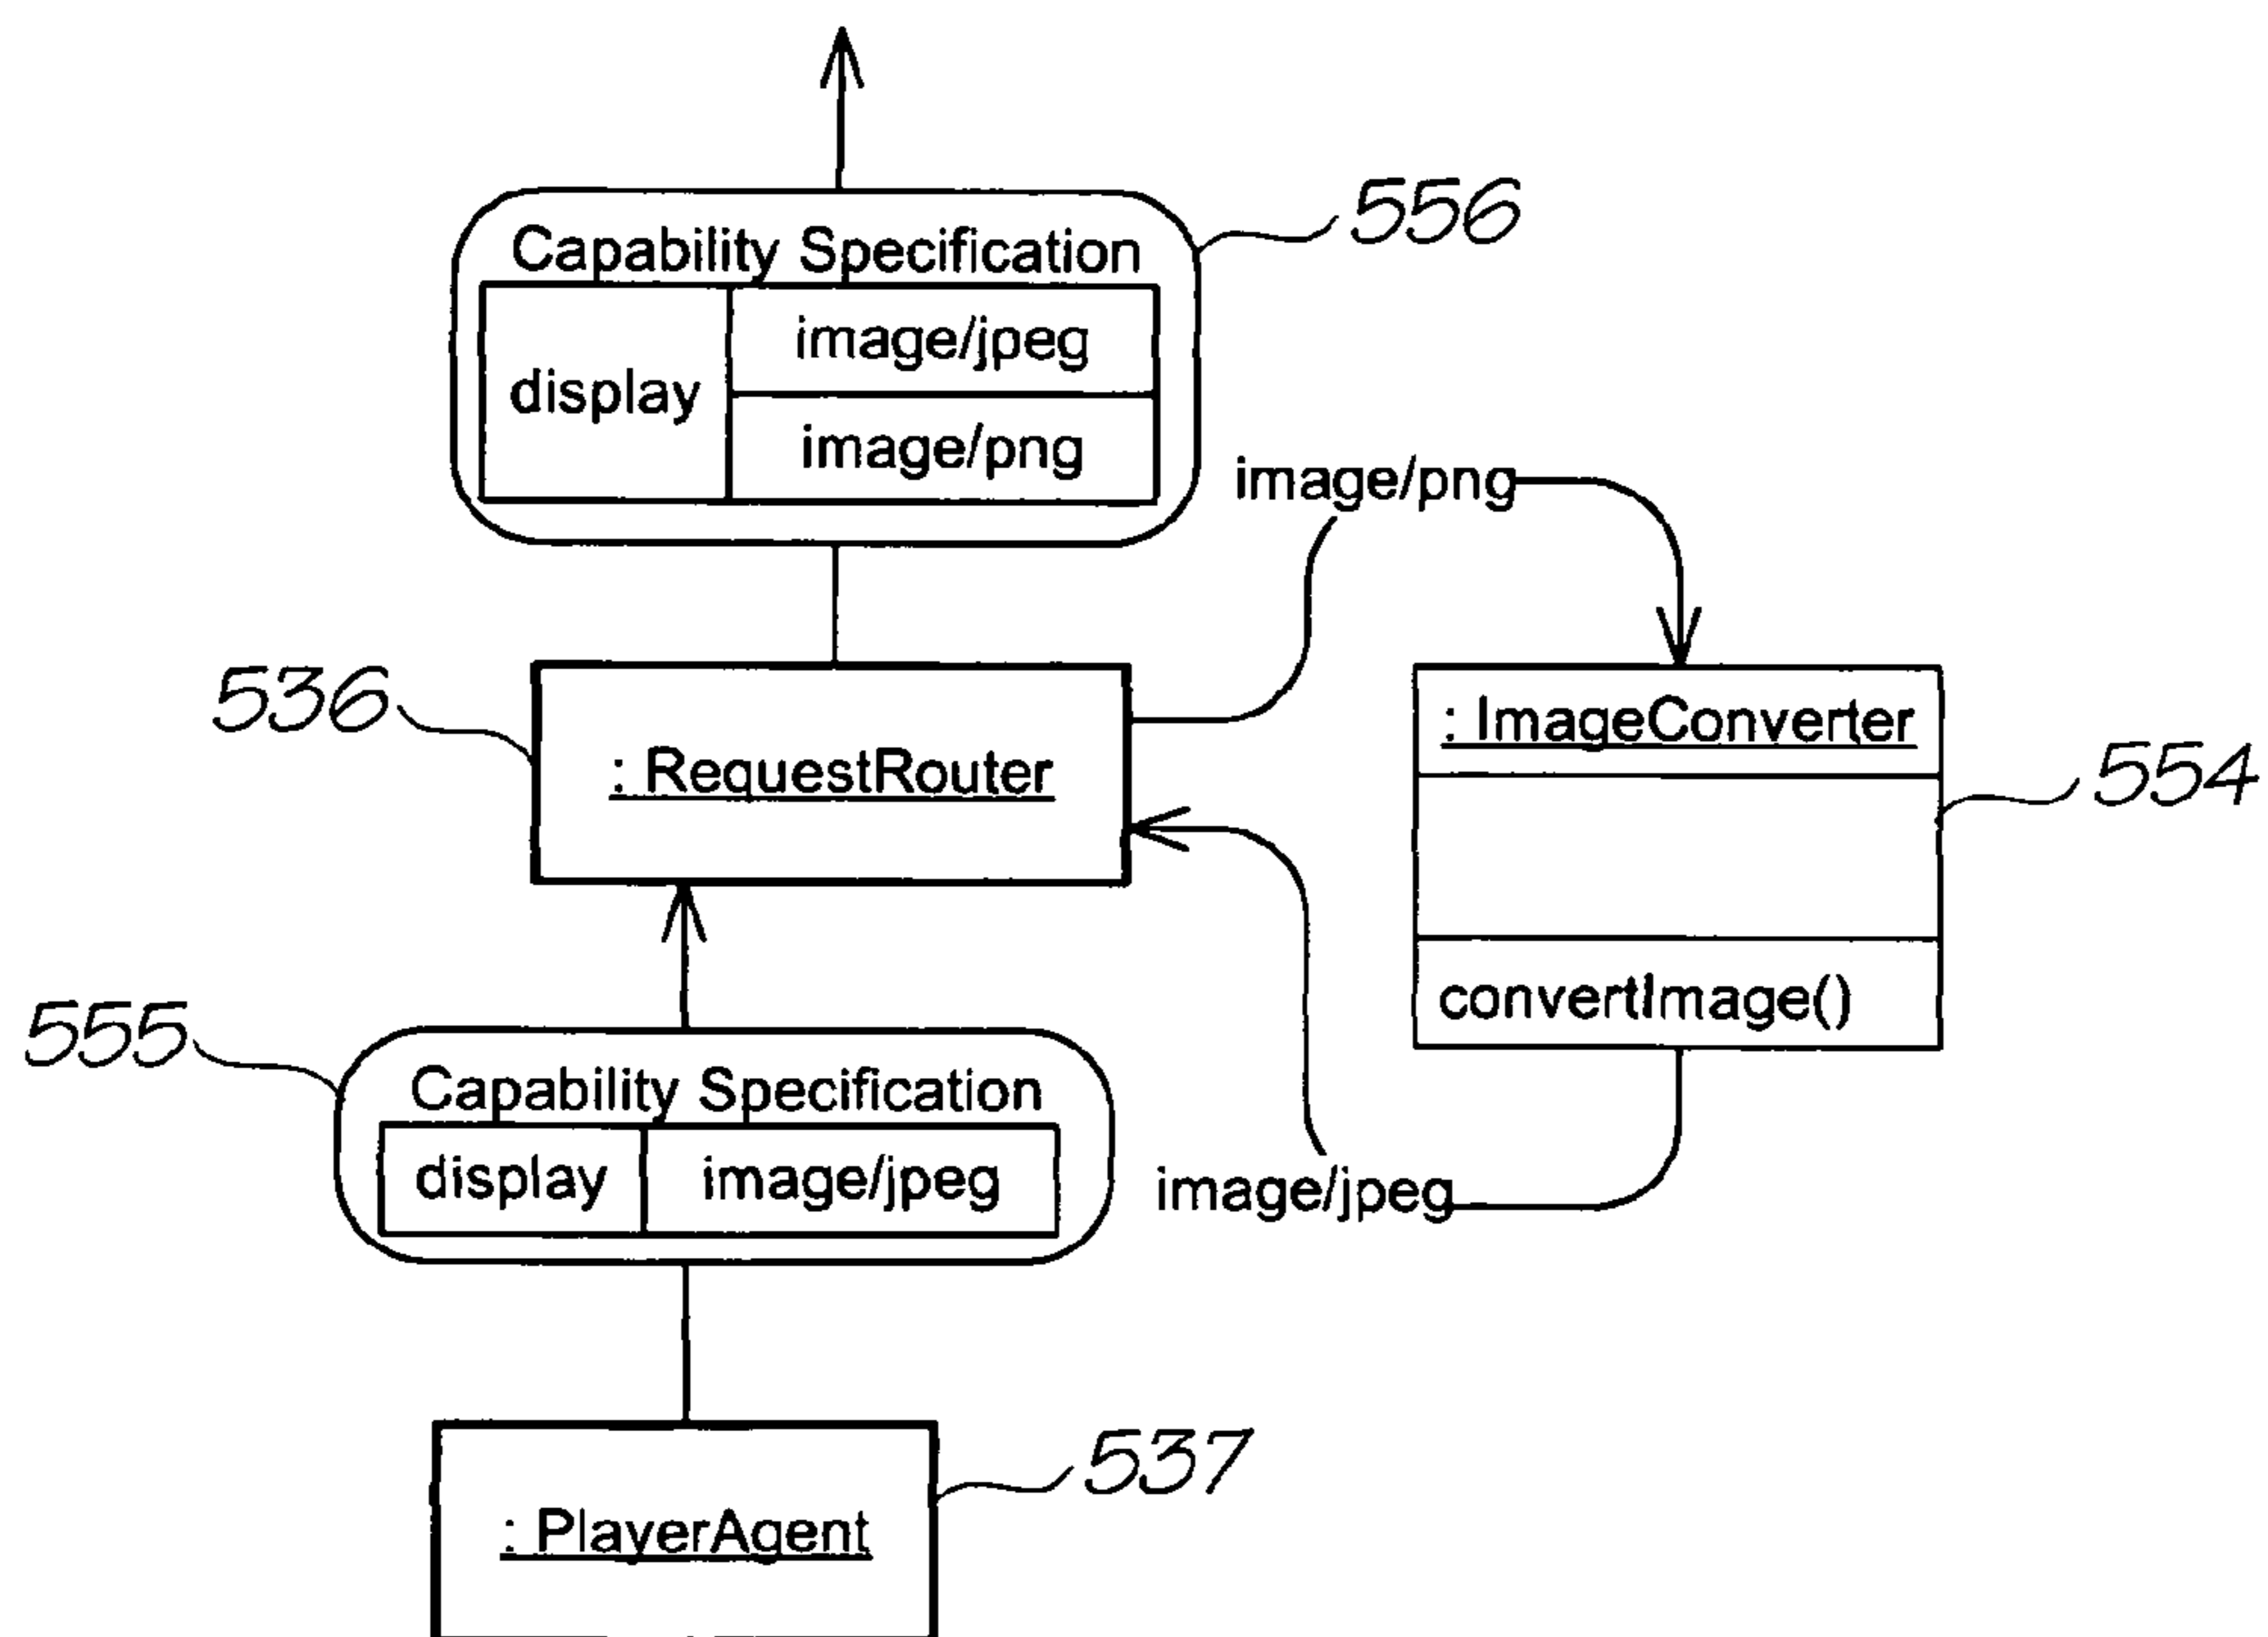 556
Capability Specification
display
image/jpeg
image/png
image/png
536
: RequestRouter
: ImageConverter
554
convertImage()
555
Capability Specification
display
image/jpeg
image/jpeg
537
: PlayerAgent